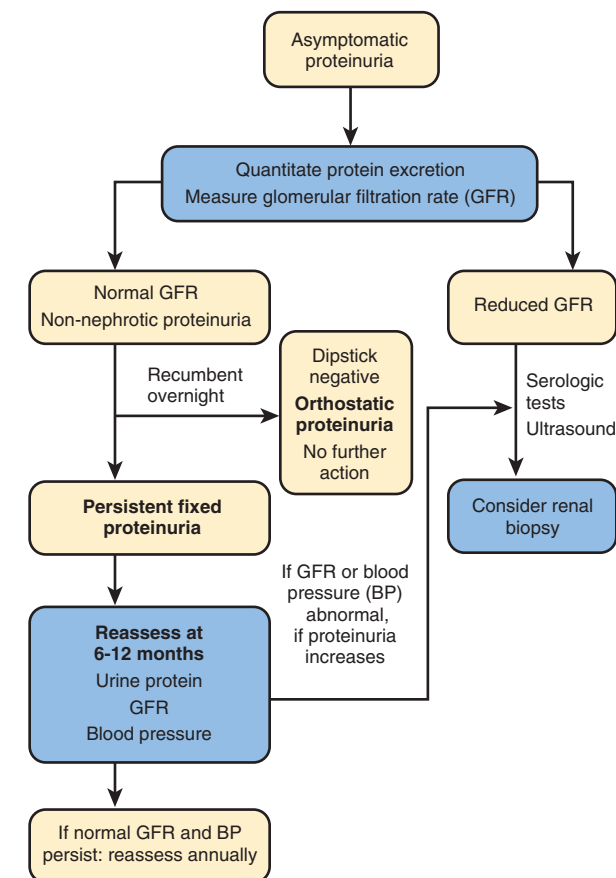 Asymptomatic
proteinuria
Quantitate protein excretion
Measure glomerular filtration rate (GFR)
Normal GFR
Non-nephrotic proteinuria
Reduced GFR
Recumbent
overnight
Dipstick
negative
Orthostatic
proteinuria
No further
action
Serologic
tests
Ultrasound
Persistent fixed
proteinuria
Consider renal
biopsy
If GFR or blood
pressure (BP)
abnormal,
if proteinuria
increases
Reassess at
6-12 months
Urine protein
GFR
Blood pressure
If normal GFR and BP
persist: reassess annually